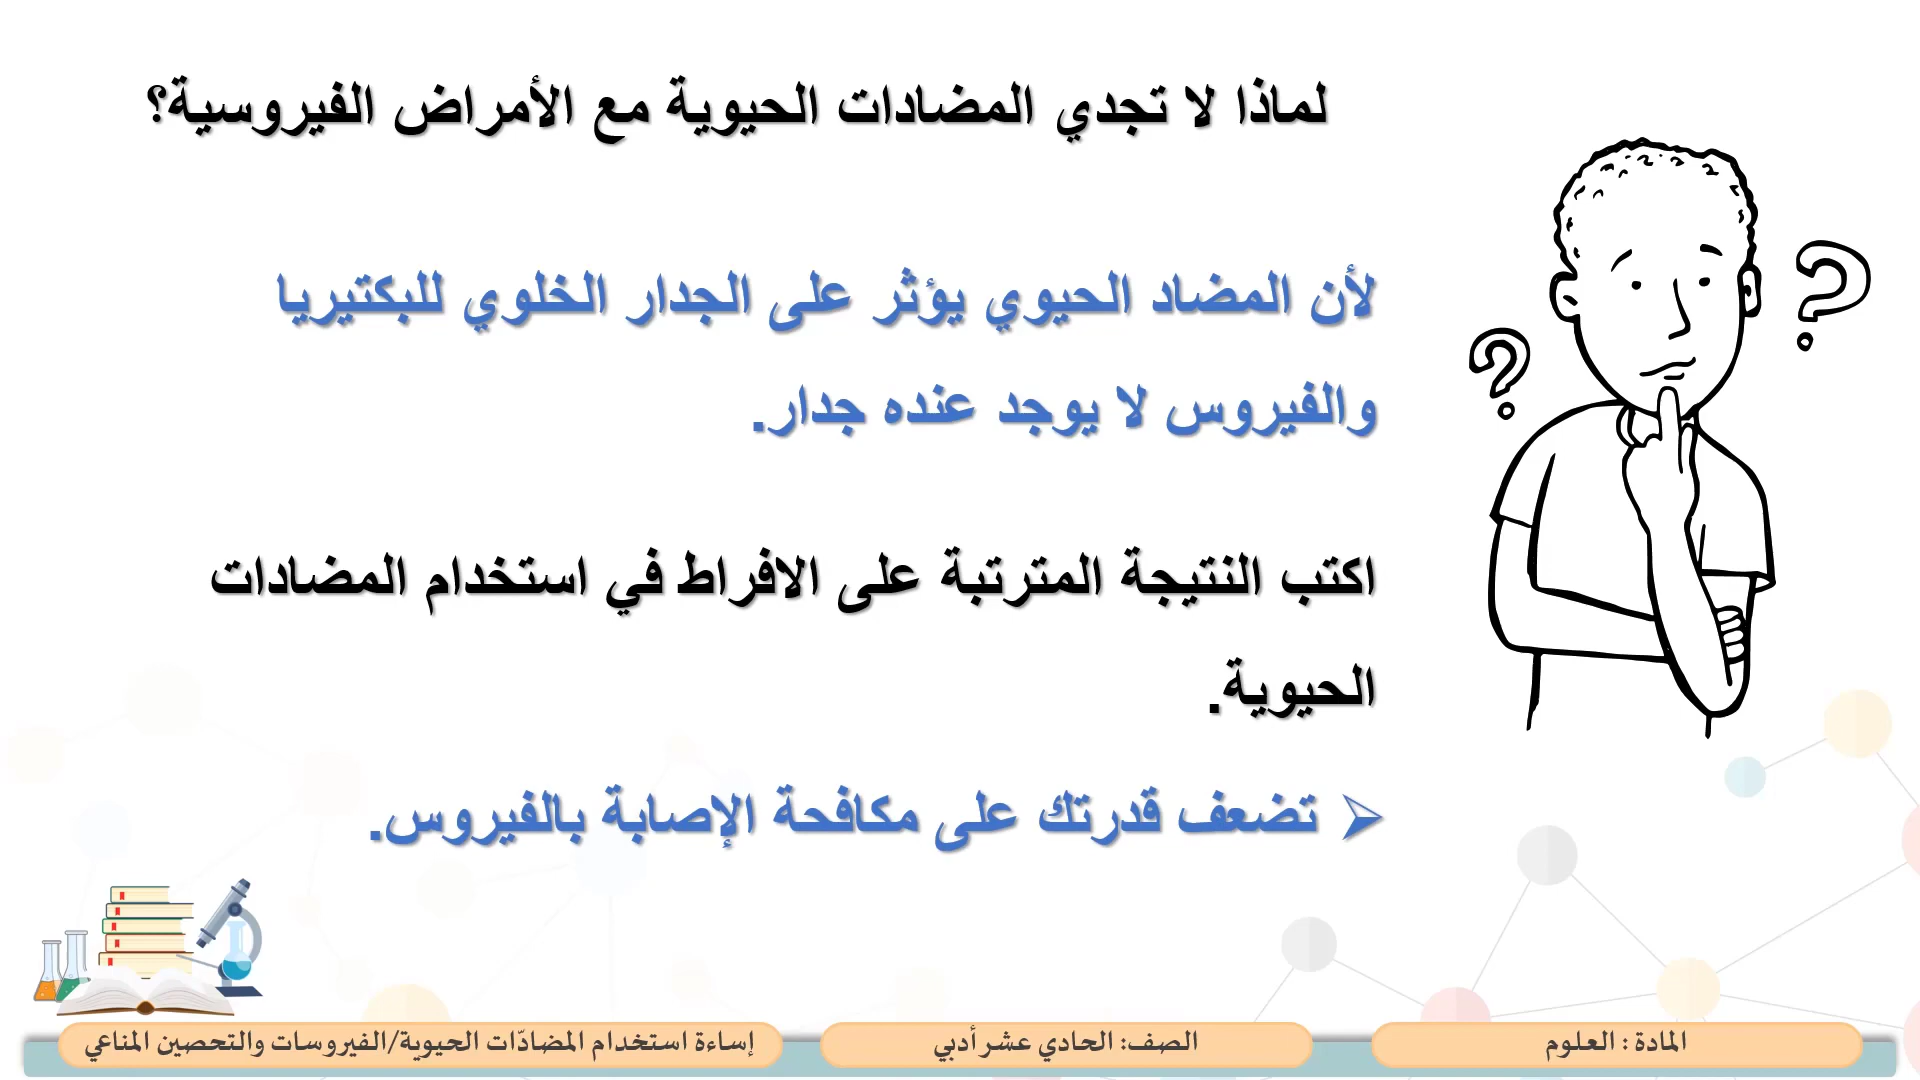 لماذا لا تجدي المضادات الحيوية مع الأمراض الفيروسية؟
لأن المضاد الحيوي يؤثر على الجدار الخلوي للبكتيريا
والفيروس لا يوجد عنده جدار.
اكتب النتيجة المترتبة على الافراط في استخدام المضادات
الحيوية.
تضعف قدرتك على مكافحة الإصابة بالفيروس.
المادة : العلوم
الصف: الحادي عشر أدبي
إساءة استخدام المضادّات الحيوية/الفيروسات والتحصين المناعي